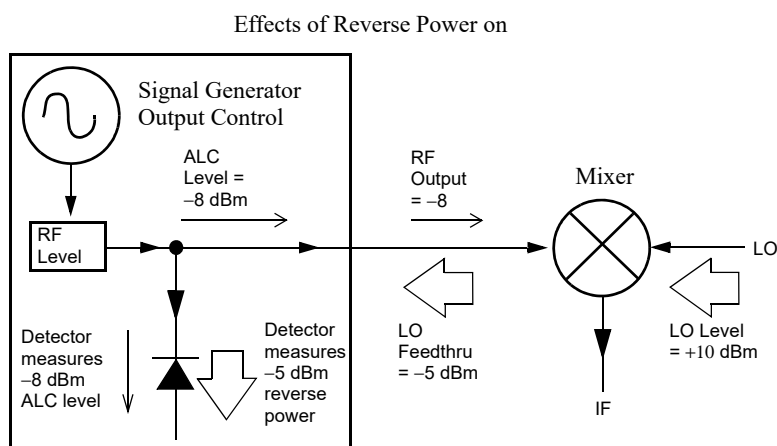 Effects of Reverse Power on
Signal Generator
Output Control
ALC
Level =
−8 dBm
RF
Output
= −8
Mixer
RF
Level
LO
Detector
measures
−8 dBm
ALC level
Detector
measures
−5 dBm
reverse
power
LO
Feedthru
= −5 dBm
LO Level
= +10 dBm
IF